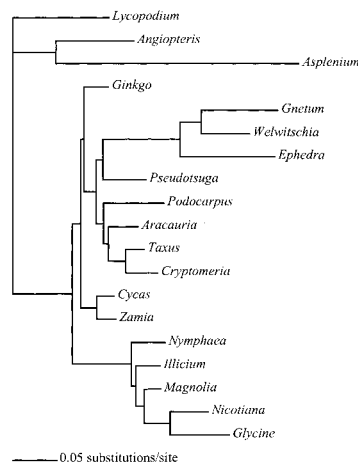 Lycopodium
Angiopteris
Asplenium
Ginkgo
Gnetum
Welwitschia
Ephedra
Pseudotsuga
Podocarpus
Aracauria
Taxus
Cryptomeria
Cycas
Zamia
Nymphaea
Illicium
Magnolia
Nicotiana
Glycine
0.05 substitutions/site